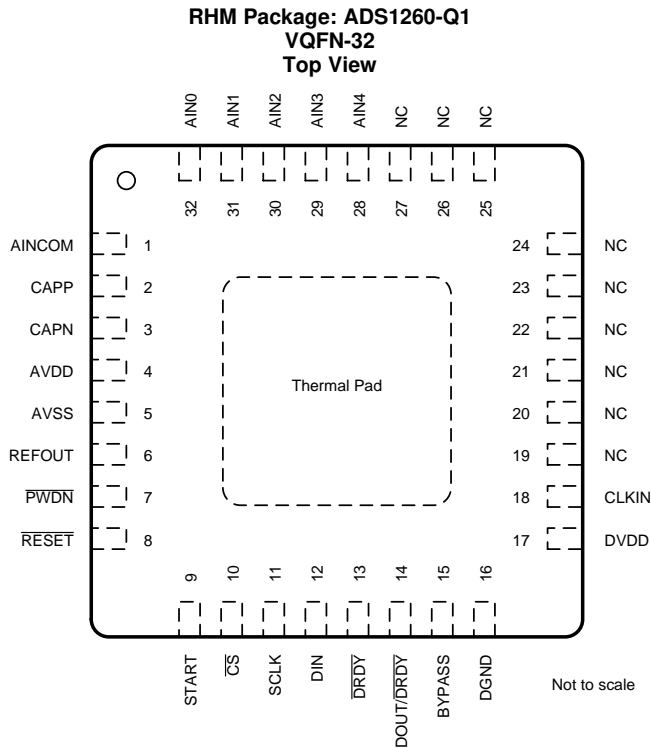 RHM Package: ADS1260-Q1
VQFN-32
Top View
AIN0
AIN1
AIN2
AIN3
AIN4
NC
NC
NC
32
31
30
29
28
27
26
25
AINCOM 1
CAPP 2
CAPN 3
AVDD 4
AVSS 5
REFOUT 6
PWDN 7
RESET 8
24 NC
23 NC
22 NC
21 NC
20 NC
19 NC
18 CLKIN
17 DVDD
Thermal Pad
9
10
11
12
13
14
15
16
START
CS
SCLK
DIN
DRDY
DOUT/DRDY
BYPASS
DGND
Not to scale